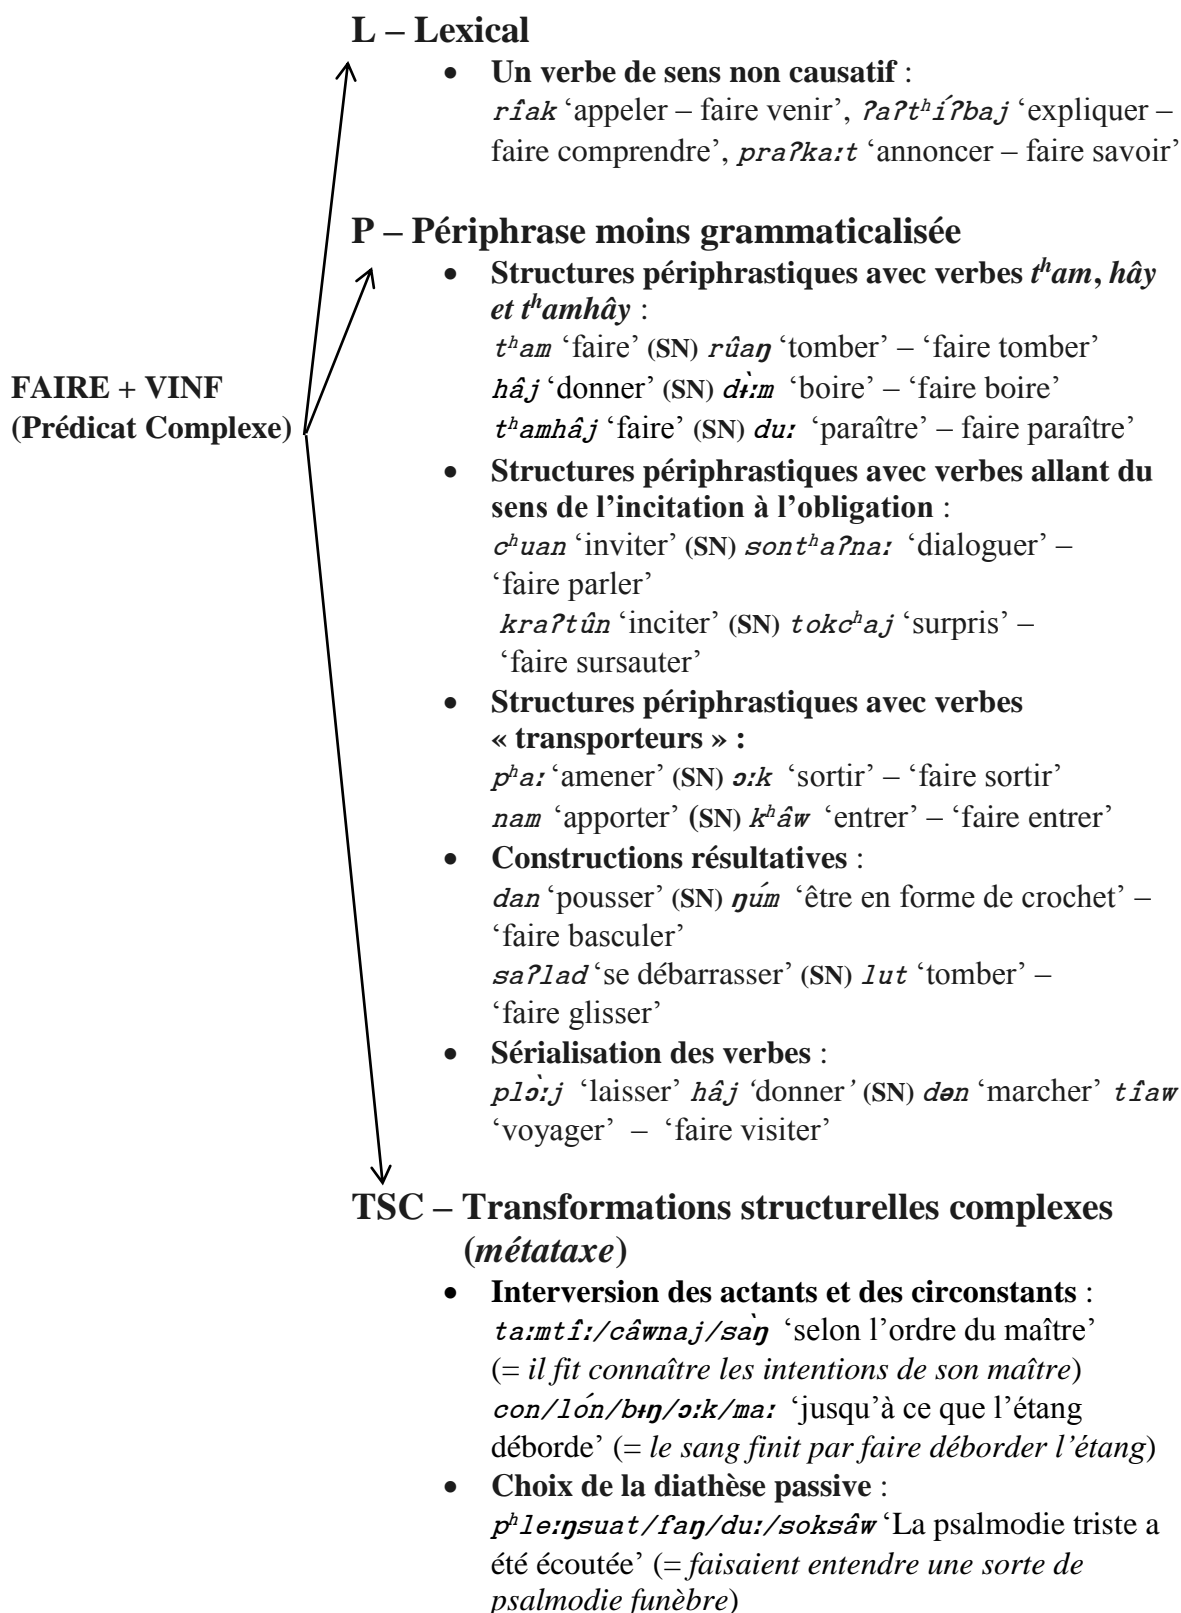 L – Lexical
• Un verbe de sens non causatif :
rîak ‘appeler – faire venir’, ʔaʔtʰíʔbaj ‘expliquer –
faire comprendre’, praʔka:t ‘annoncer – faire savoir’
P – Périphrase moins grammaticalisée
• Structures périphrastiques avec verbes tʰam, hây
et tʰamhây :
tʰam ‘faire’ (SN) rûaŋ ‘tomber’ – ‘faire tomber’
FAIRE + VINF
hâj ‘donner’ (SN) dɨ̀:m ‘boire’ – ‘faire boire’
(Prédicat Complexe)
tʰamhâj ‘faire’ (SN) du: ‘paraître’ – faire paraître’
• Structures périphrastiques avec verbes allant du
sens de l’incitation à l’obligation :
cʰuan ‘inviter’ (SN) sontʰaʔna: ‘dialoguer’ –
‘faire parler’
kraʔtûn ‘inciter’ (SN) tokcʰaj ‘surpris’ –
‘faire sursauter’
• Structures périphrastiques avec verbes
« transporteurs » :
pʰa: ‘amener’ (SN) ɔ:k ‘sortir’ – ‘faire sortir’
nam ‘apporter’ (SN) kʰâw ‘entrer’ – ‘faire entrer’
• Constructions résultatives :
dan ‘pousser’ (SN) ŋúm ‘être en forme de crochet’ –
‘faire basculer’
saʔlad ‘se débarrasser’ (SN) lut ‘tomber’ –
‘faire glisser’
• Sérialisation des verbes :
plɔ̀:j ‘laisser’ hâj ‘donner’ (SN) dən ‘marcher’ tîaw
‘voyager’ – ‘faire visiter’
TSC – Transformations structurelles complexes
(métataxe)
• Interversion des actants et des circonstants :
ta:mtî:/câwnaj/sàŋ ‘selon l’ordre du maître’
(= il fit connaître les intentions de son maître)
con/lón/bɨŋ/ɔ:k/ma: ‘jusqu’à ce que l’étang
déborde’ (= le sang finit par faire déborder l’étang)
• Choix de la diathèse passive :
pʰle:ŋsuat/faŋ/du:/soksâw ‘La psalmodie triste a
été écoutée’ (= faisaient entendre une sorte de
psalmodie funèbre)